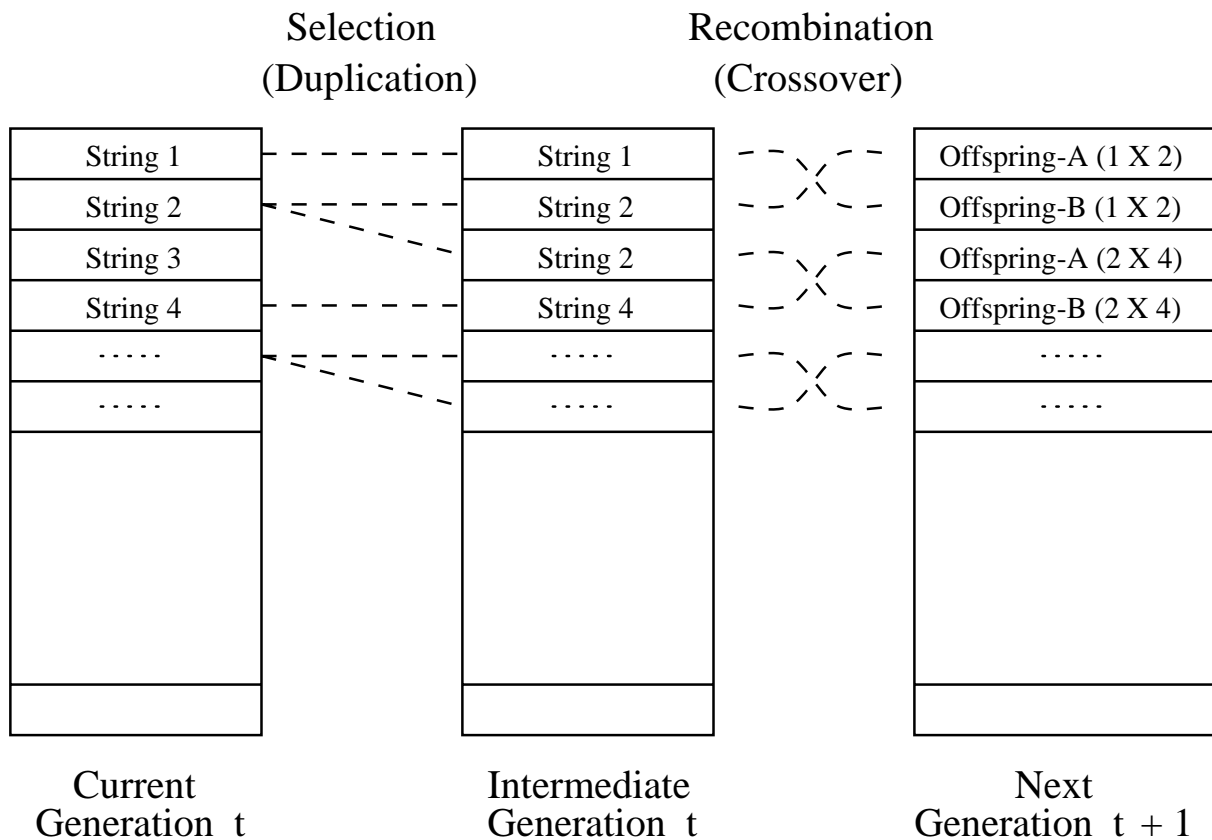 Selection
(Duplication)
Recombination
(Crossover)
String 1
String 2
String 3
String 4
.....
.....
String 1
String 2
String 2
String 4
.....
.....
Offspring-A (1 X 2)
Offspring-B (1 X 2)
Offspring-A (2 X 4)
Offspring-B (2 X 4)
.....
.....
Current
Generation t
Intermediate
Generation t
Next
Generation t + 1